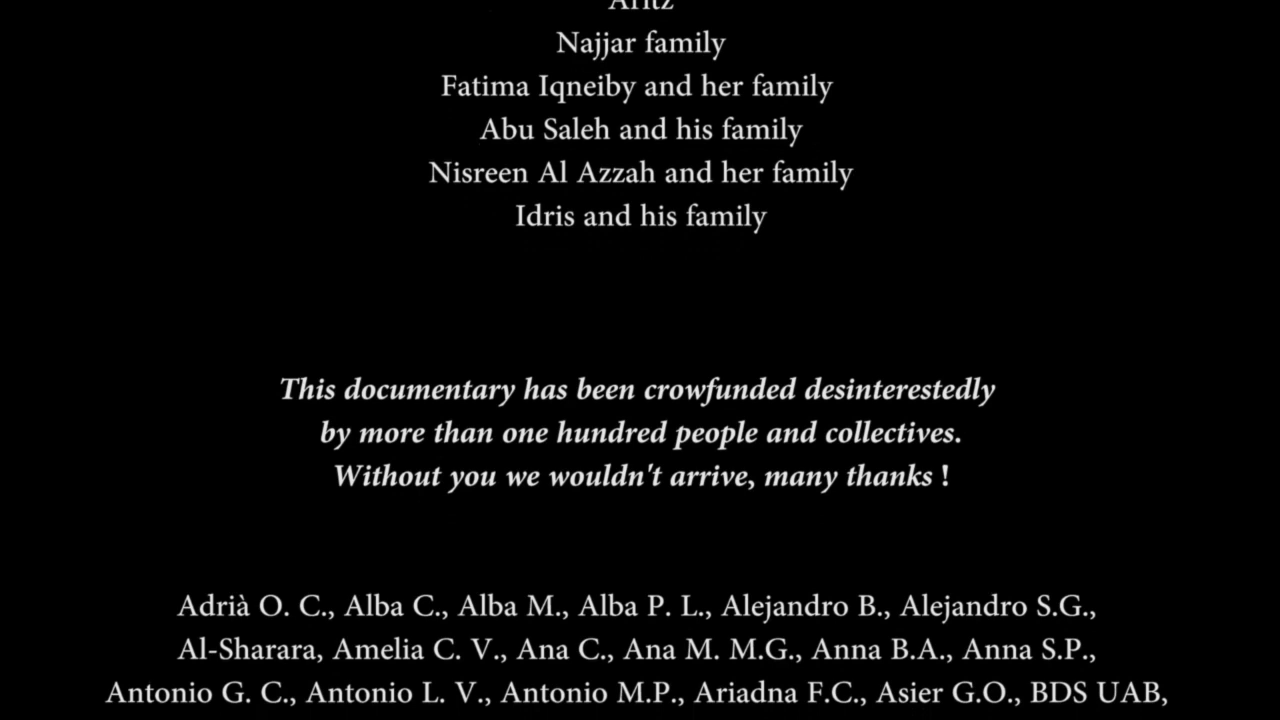 Aritz
Najjar family
Fatima Iqneiby and her family
Abu Saleh and his family
Nisreen Al Azzah and her family
Idris and his family
This documentary has been crowfunded desinterestedly
by more than one hundred people and collectives.
Without you we wouldn't arrive, many thanks !
Adrià O. C., Alba C., Alba M., Alba P. L., Alejandro B., Alejandro S.G.,
Al-Sharara, Amelia C. V., Ana C., Ana M. M.G., Anna B.A., Anna S.P.,
Antonio G. C., Antonio L. V., Antonio M.P., Ariadna F.C., Asier G.O., BDS UAB,